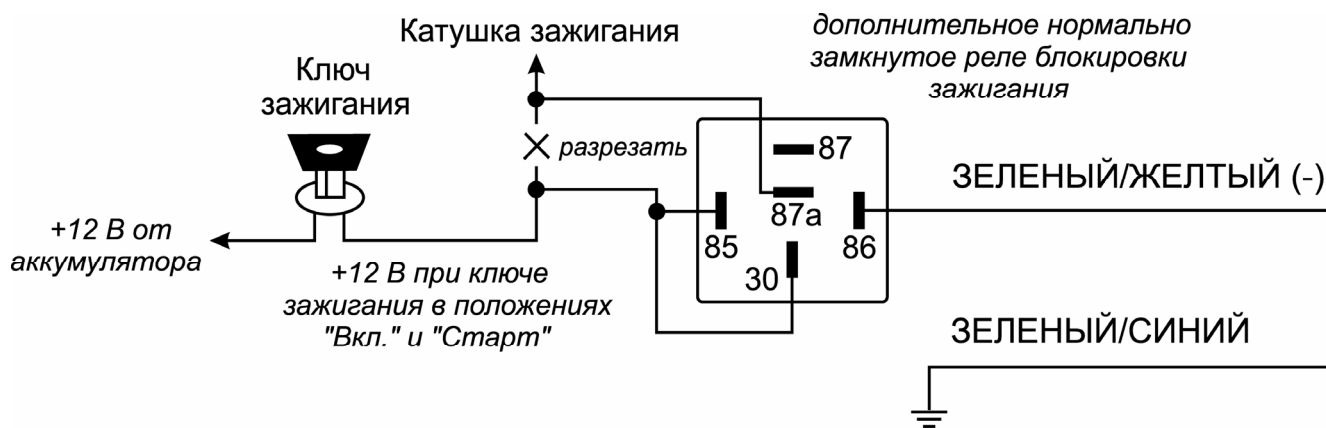 Катушка зажигания
Ключ
зажигания
дополнительное нормально
замкнутое реле блокировки
зажигания
разрезать
87
87а
85
86
30
ЗЕЛЕНЫЙ/ЖЕЛТЫЙ (-)
+12 В от
аккумулятора
+12 В при ключе
зажигания в положениях
"Вкл." и "Старт"
ЗЕЛЕНЫЙ/СИНИЙ